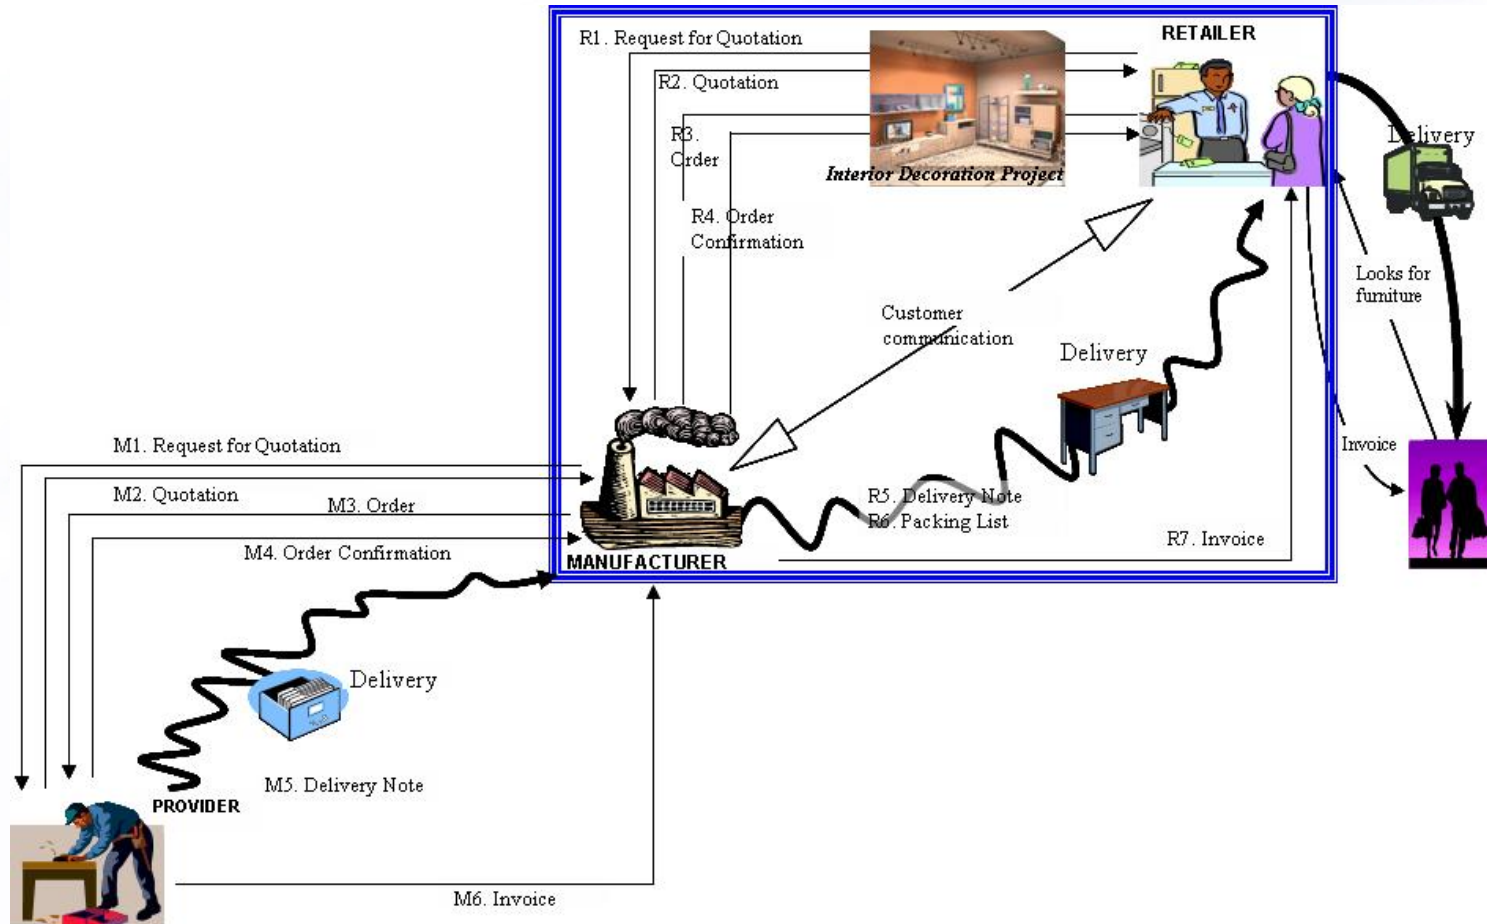 R1. Request for Quotation
RETAILER
R2. Quotation
R3.
Order
Delivery
Interior Decoration Project
R4. Order
Confirmation
Looks for
furniture
Customer
communication
Delivery
M1. Request for Quotation
Invoice
M2. Quotation
M3. Order
R5. Delivery Note
R6. Packing List
R7. Invoice
M4. Order Confirmation
MANUFACTURER
Delivery
M5. Delivery Note
PROVIDER
M6. Invoice